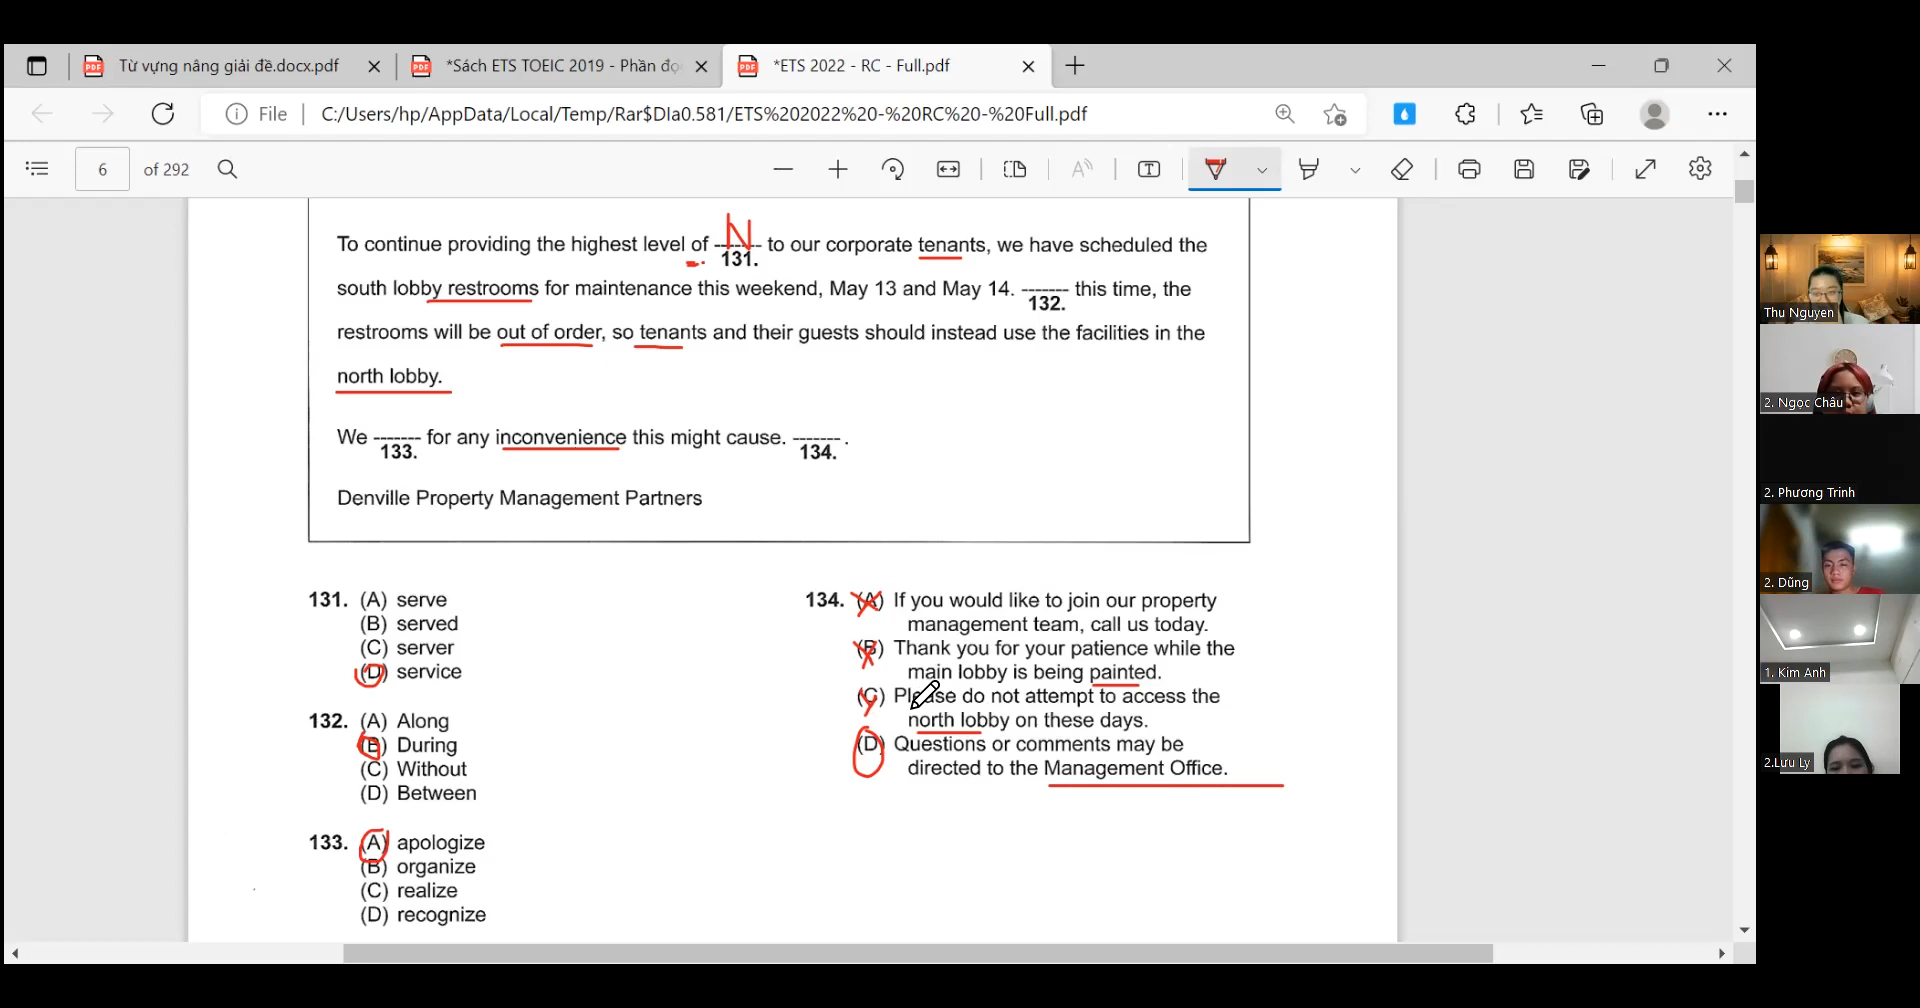 Từ vựng nâng giải đề.docx.pdf
*Sách ETS TOEIC 2019 - Phần đọ
*ETS 2022 - RC - Full.pdf
File
C:/Users/hp/AppData/Local/Temp/Rar$DIa0.581/ETS%202022%20-%20RC%20-%20Full.pdf
6 of 292
N
To continue providing the highest level of ------- to our corporate tenants, we have scheduled the
131.
south lobby restrooms for maintenance this weekend, May 13 and May 14. ------- this time, the
132.
restrooms will be out of order, so tenants and their guests should instead use the facilities in the
north lobby.
We ------- for any inconvenience this might cause. ------- .
133. 134.
Denville Property Management Partners
131. (A) serve
(B) served
(C) server
(D) service
132. (A) Along
(B) During
(C) Without
(D) Between
133. (A) apologize
(B) organize
(C) realize
(D) recognize
134. (A) If you would like to join our property
management team, call us today.
(B) Thank you for your patience while the
main lobby is being painted.
(C) Please do not attempt to access the
north lobby on these days.
(D) Questions or comments may be
directed to the Management Office.
Thu Nguyen
2. Ngọc Châu
2. Phương Trinh
2. Dũng
1. Kim Anh
2.Lưu Ly